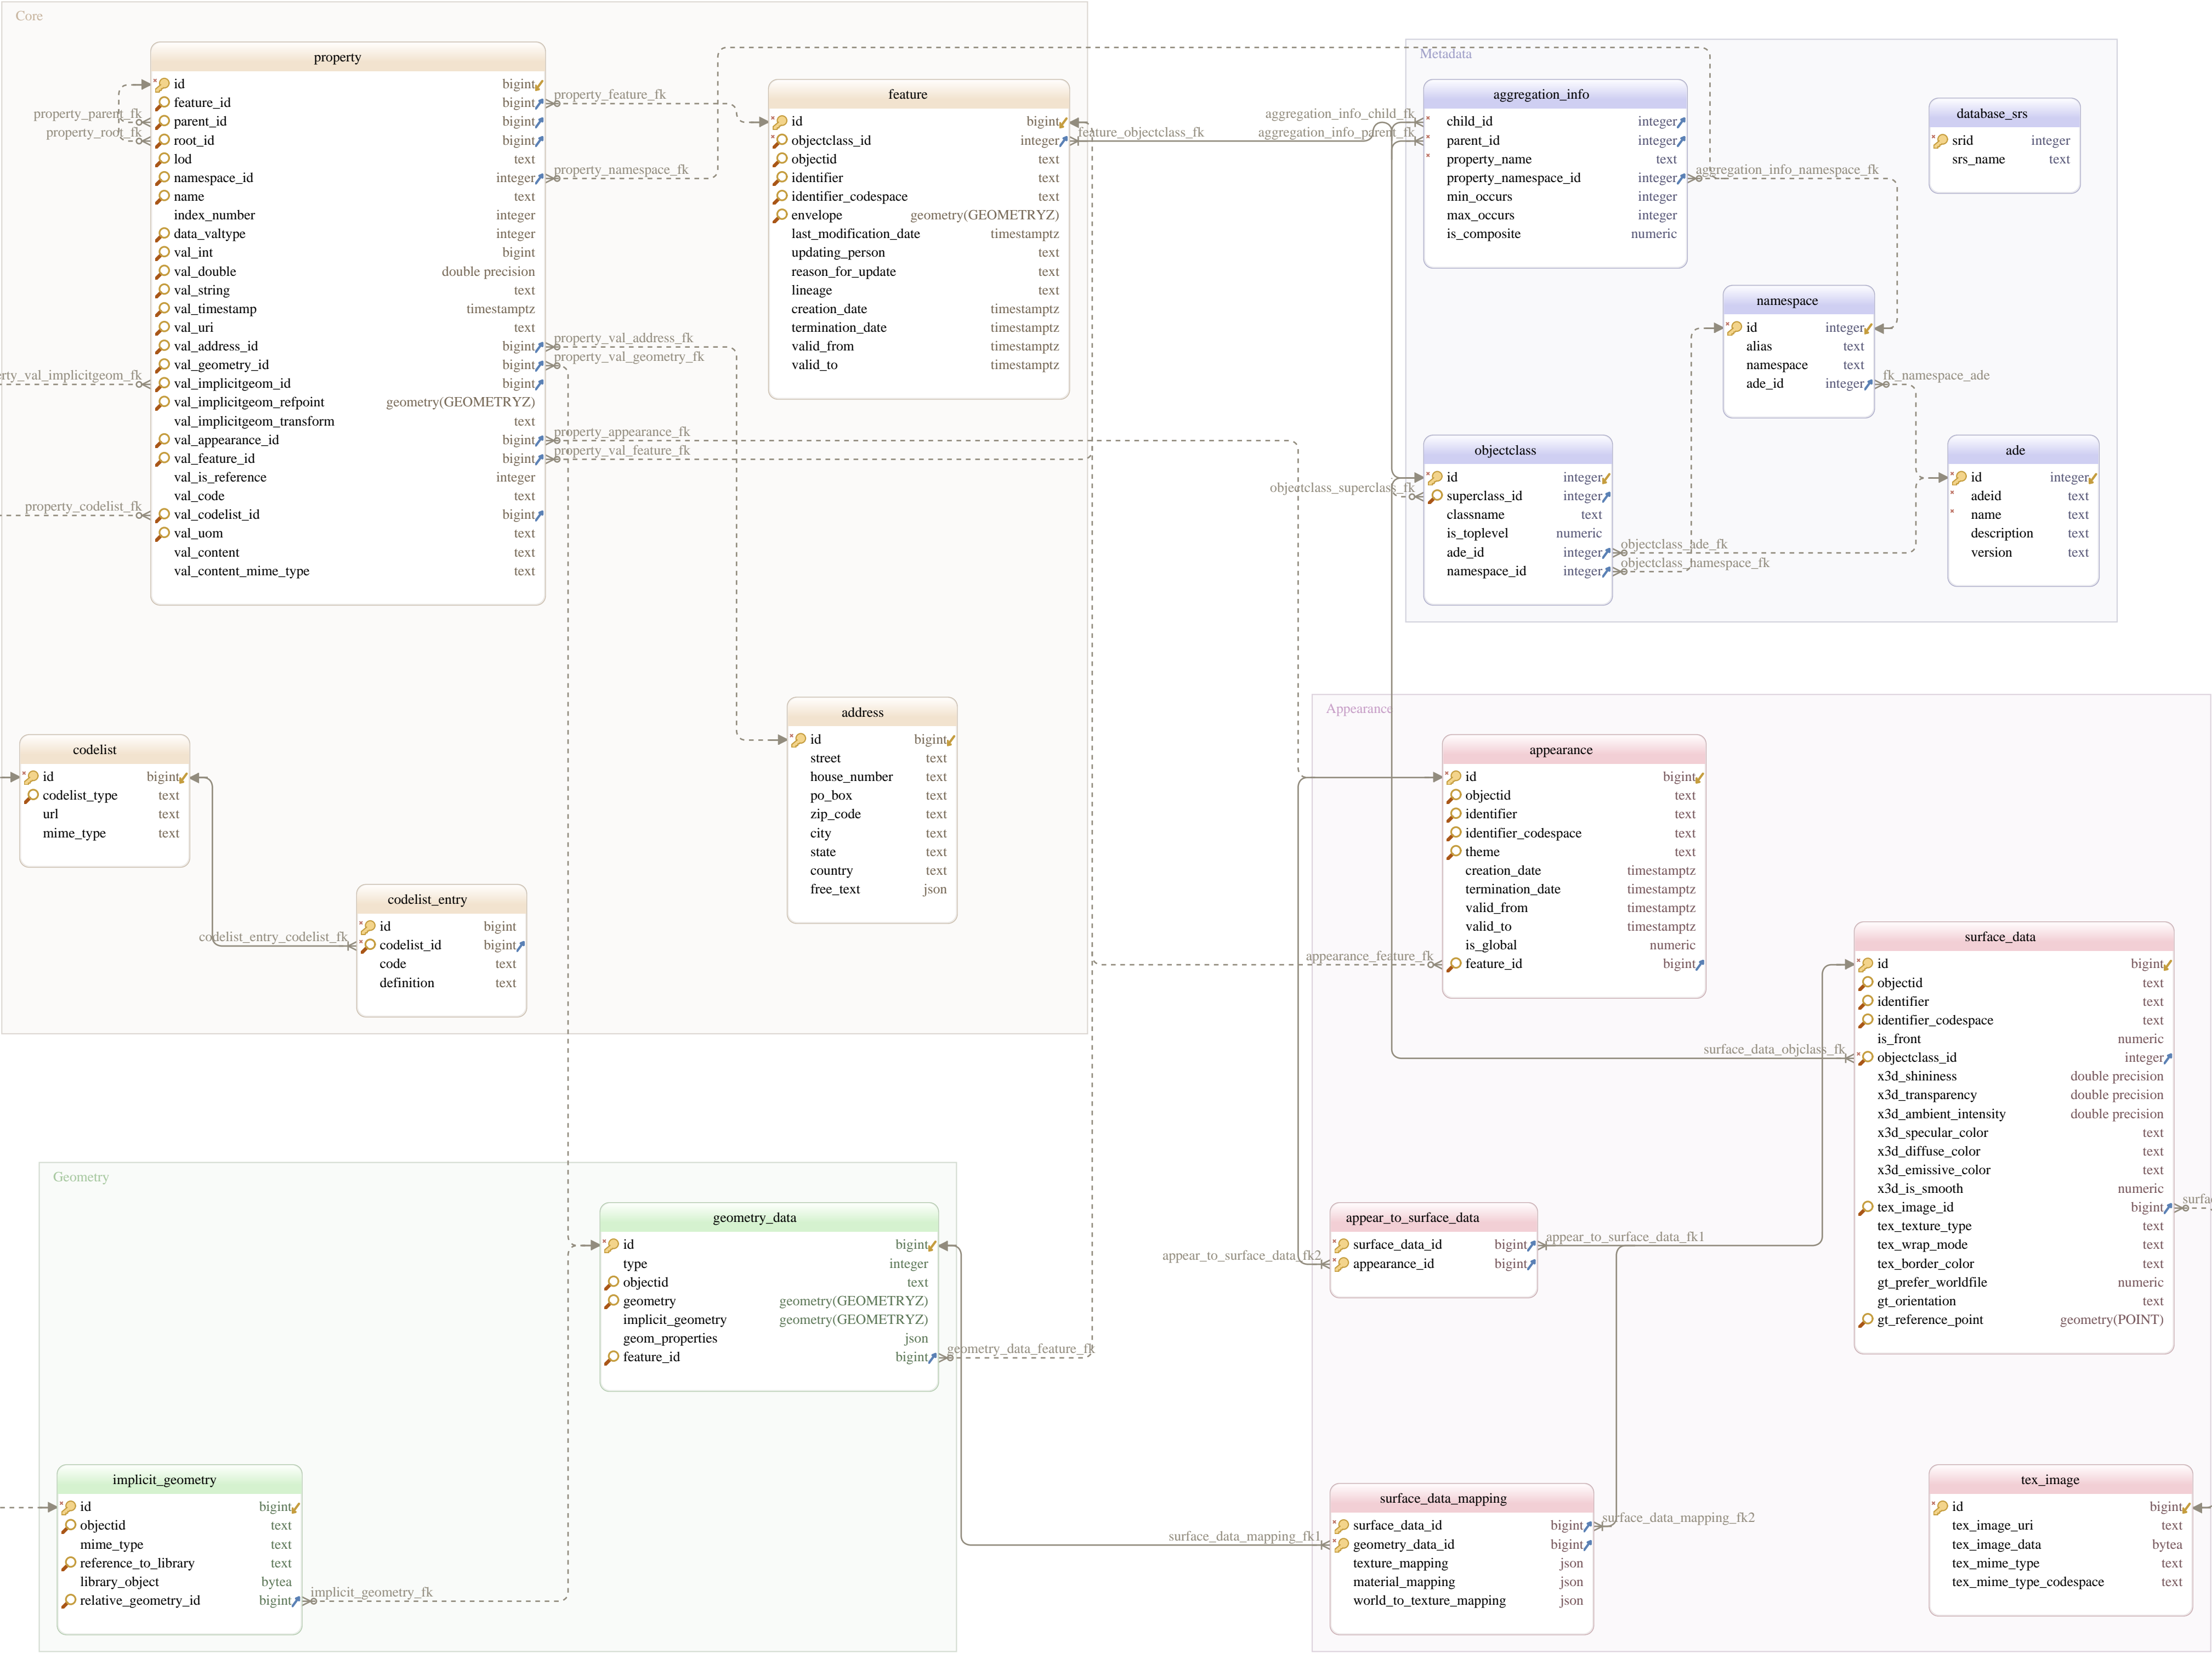 Core
property
id bigint
feature_id bigint
parent_id bigint
root_id bigint
lod text
namespace_id integer
name text
index_number integer
data_valtype integer
val_int bigint
val_double double precision
val_string text
val_timestamp timestamptz
val_uri text
val_address_id bigint
val_geometry_id bigint
val_implicitgeom_id bigint
val_implicitgeom_refpoint geometry(GEOMETRYZ)
val_implicitgeom_transform text
val_appearance_id bigint
val_feature_id bigint
val_is_reference integer
val_code text
val_codelist_id bigint
val_uom text
val_content text
val_content_mime_type text
property_parent_fk
property_root_fk
erty_val_implicitgeom_fk
property_codelist_fk
property_feature_fk
property_namespace_fk
property_val_address_fk
property_val_geometry_fk
property_appearance_fk
property_val_feature_fk
feature
id bigint
objectclass_id integer
objectid text
identifier text
identifier_codespace text
envelope geometry(GEOMETRYZ)
last_modification_date timestamptz
updating_person text
reason_for_update text
lineage text
creation_date timestamptz
termination_date timestamptz
valid_from timestamptz
valid_to timestamptz
feature_objectclass_fk
address
id bigint
street text
house_number text
po_box text
zip_code text
city text
state text
country text
free_text json
codelist
id bigint
codelist_type text
url text
mime_type text
codelist_entry
id bigint
codelist_id bigint
code text
definition text
codelist_entry_codelist_fk
Metadata
aggregation_info
child_id integer
parent_id integer
property_name text
property_namespace_id integer
min_occurs integer
max_occurs integer
is_composite numeric
aggregation_info_child_fk
aggregation_info_parent_fk
aggregation_info_namespace_fk
database_srs
srid integer
srs_name text
namespace
id integer
alias text
namespace text
ade_id integer
fk_namespace_ade
objectclass
id integer
superclass_id integer
classname text
is_toplevel numeric
ade_id integer
namespace_id integer
objectclass_superclass_fk
objectclass_ade_fk
objectclass_namespace_fk
ade
id integer
adeid text
name text
description text
version text
Appearance
appearance
id bigint
objectid text
identifier text
identifier_codespace text
theme text
creation_date timestamptz
termination_date timestamptz
valid_from timestamptz
valid_to timestamptz
is_global numeric
feature_id bigint
appearance_feature_fk
surface_data
id bigint
objectid text
identifier text
identifier_codespace text
is_front numeric
objectclass_id integer
x3d_shininess double precision
x3d_transparency double precision
x3d_ambient_intensity double precision
x3d_specular_color text
x3d_diffuse_color text
x3d_emissive_color text
x3d_is_smooth numeric
tex_image_id bigint
tex_texture_type text
tex_wrap_mode text
tex_border_color text
gt_prefer_worldfile numeric
gt_orientation text
gt_reference_point geometry(POINT)
surface_data_objclass_fk
surfa
appear_to_surface_data
surface_data_id bigint
appearance_id bigint
appear_to_surface_data_fk1
appear_to_surface_data_fk2
surface_data_mapping
surface_data_id bigint
geometry_data_id bigint
texture_mapping json
material_mapping json
world_to_texture_mapping json
surface_data_mapping_fk1
surface_data_mapping_fk2
tex_image
id bigint
tex_image_uri text
tex_image_data bytea
tex_mime_type text
tex_mime_type_codespace text
Geometry
geometry_data
id bigint
type integer
objectid text
geometry geometry(GEOMETRYZ)
implicit_geometry geometry(GEOMETRYZ)
geom_properties json
feature_id bigint
geometry_data_feature_fk
implicit_geometry
id bigint
objectid text
mime_type text
reference_to_library text
library_object bytea
relative_geometry_id bigint
implicit_geometry_fk